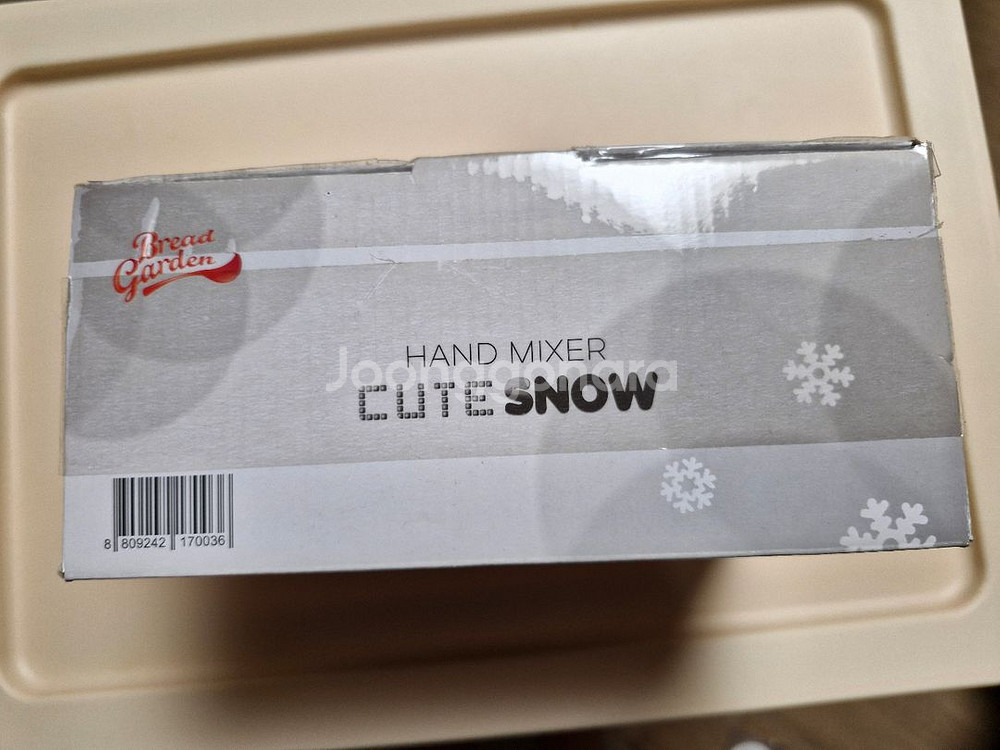 Bread
Garden
HAND MIXER
Joonggonara
CUTE SNOW
8 809242 170036